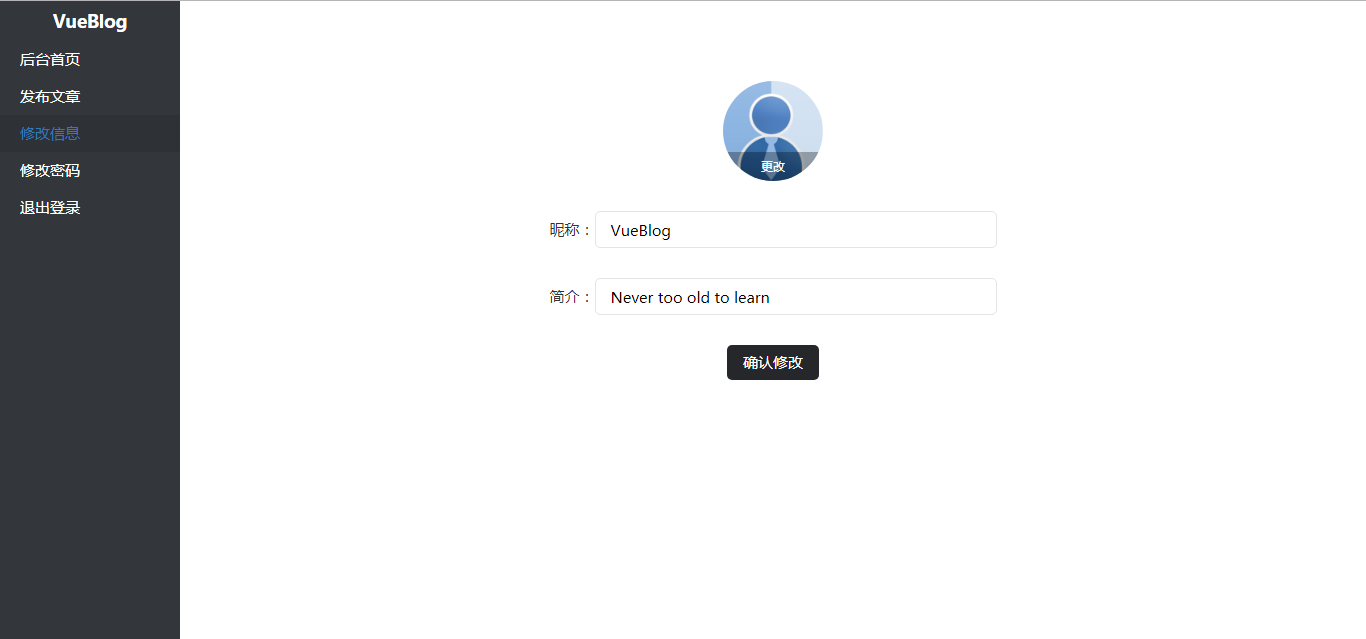 VueBlog
后台首页
发布文章
修改信息
修改密码
退出登录
更改
昵称： VueBlog
简介： Never too old to learn
确认修改